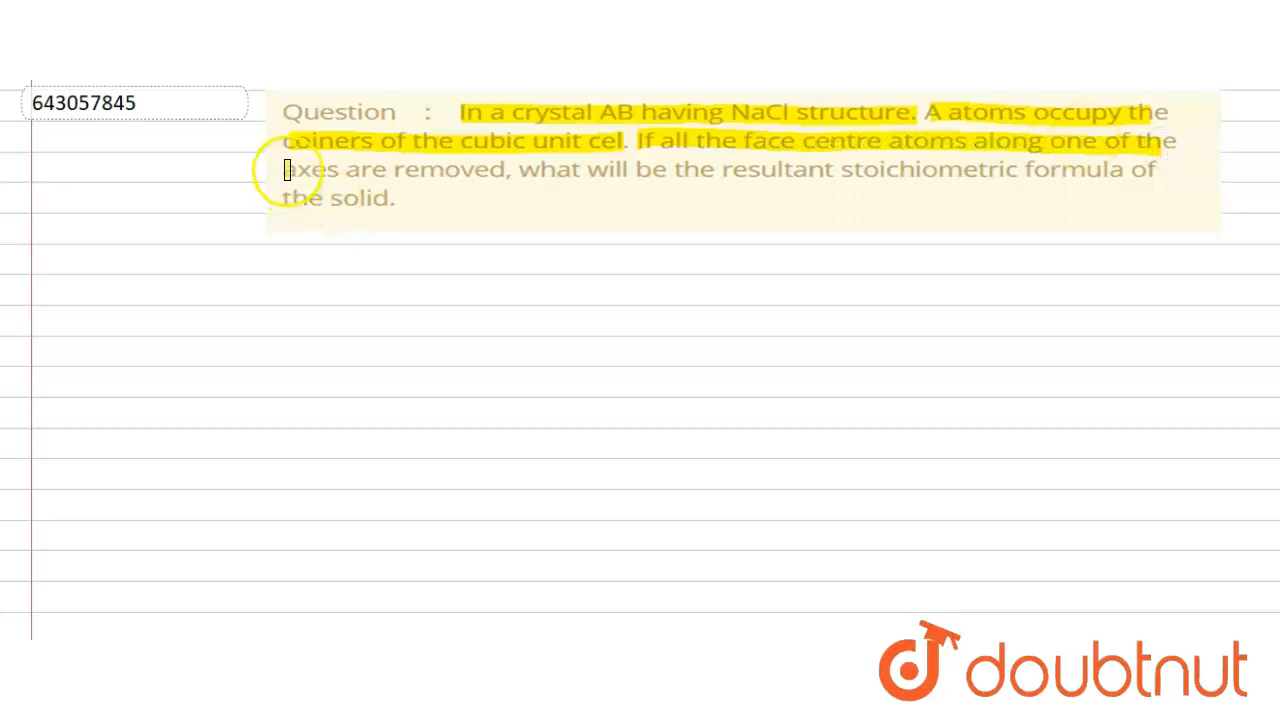 643057845
Question : In a crystal AB having NaCl structure. A atoms occupy the
coiners of the cubic unit cel. If all the face centre atoms along one of the
axes are removed, what will be the resultant stoichiometric formula of
the solid.
doubtnut